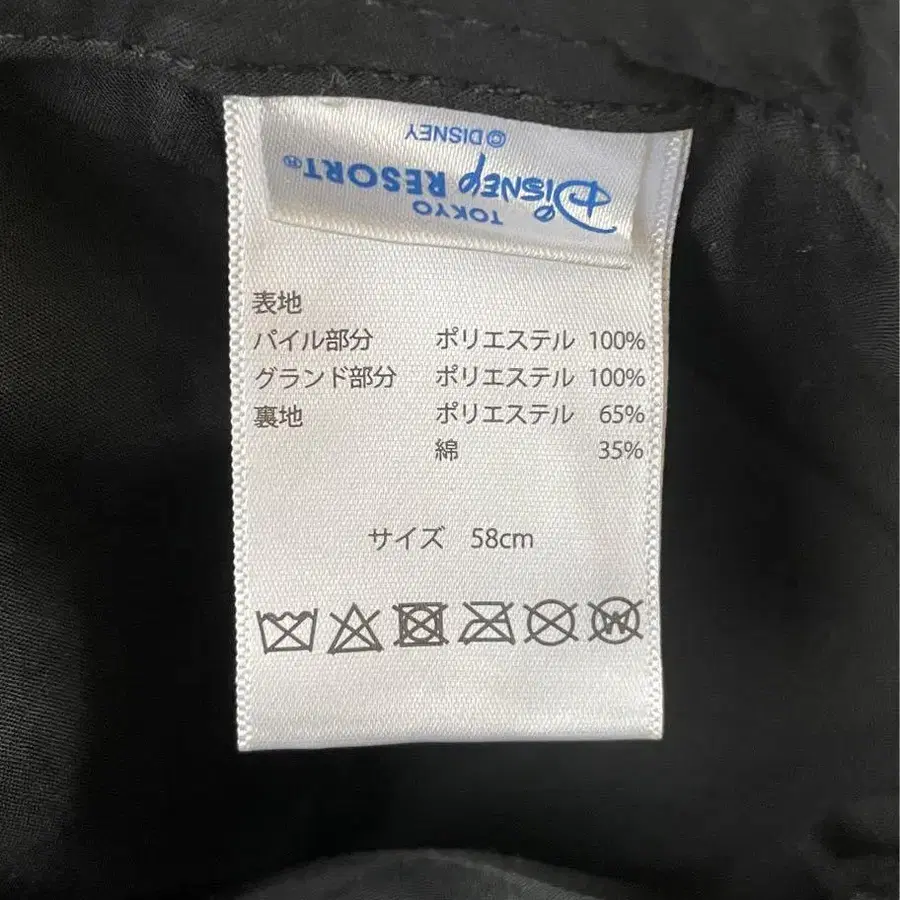 © DISNEY
TOKYO
DISNEY RESORT®
表地
パイル部分 ポリエステル 100%
グランド部分 ポリエステル 100%
裏地 ポリエステル 65%
綿 35%
サイズ 58cm
W